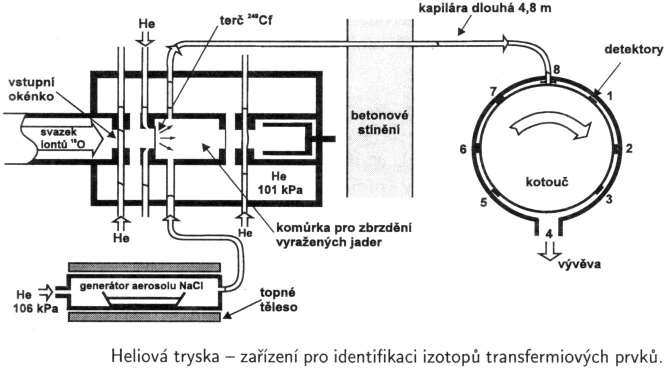 He
He
terč ²⁴⁹Cf
kapilára dlouhá 4,8 m
detektory
vstupní
okénko
svazek
iontů ¹⁸O
betonové
stínění
8
1
7
2
6
3
5
4
kotouč
He
101 kPa
He
He
komůrka pro zbrzdění
vyražených jader
vývěva
generátor aerosolu NaCl
He
106 kPa
topné
těleso
Heliová tryska – zařízení pro identifikaci izotopů transfermiových prvků.